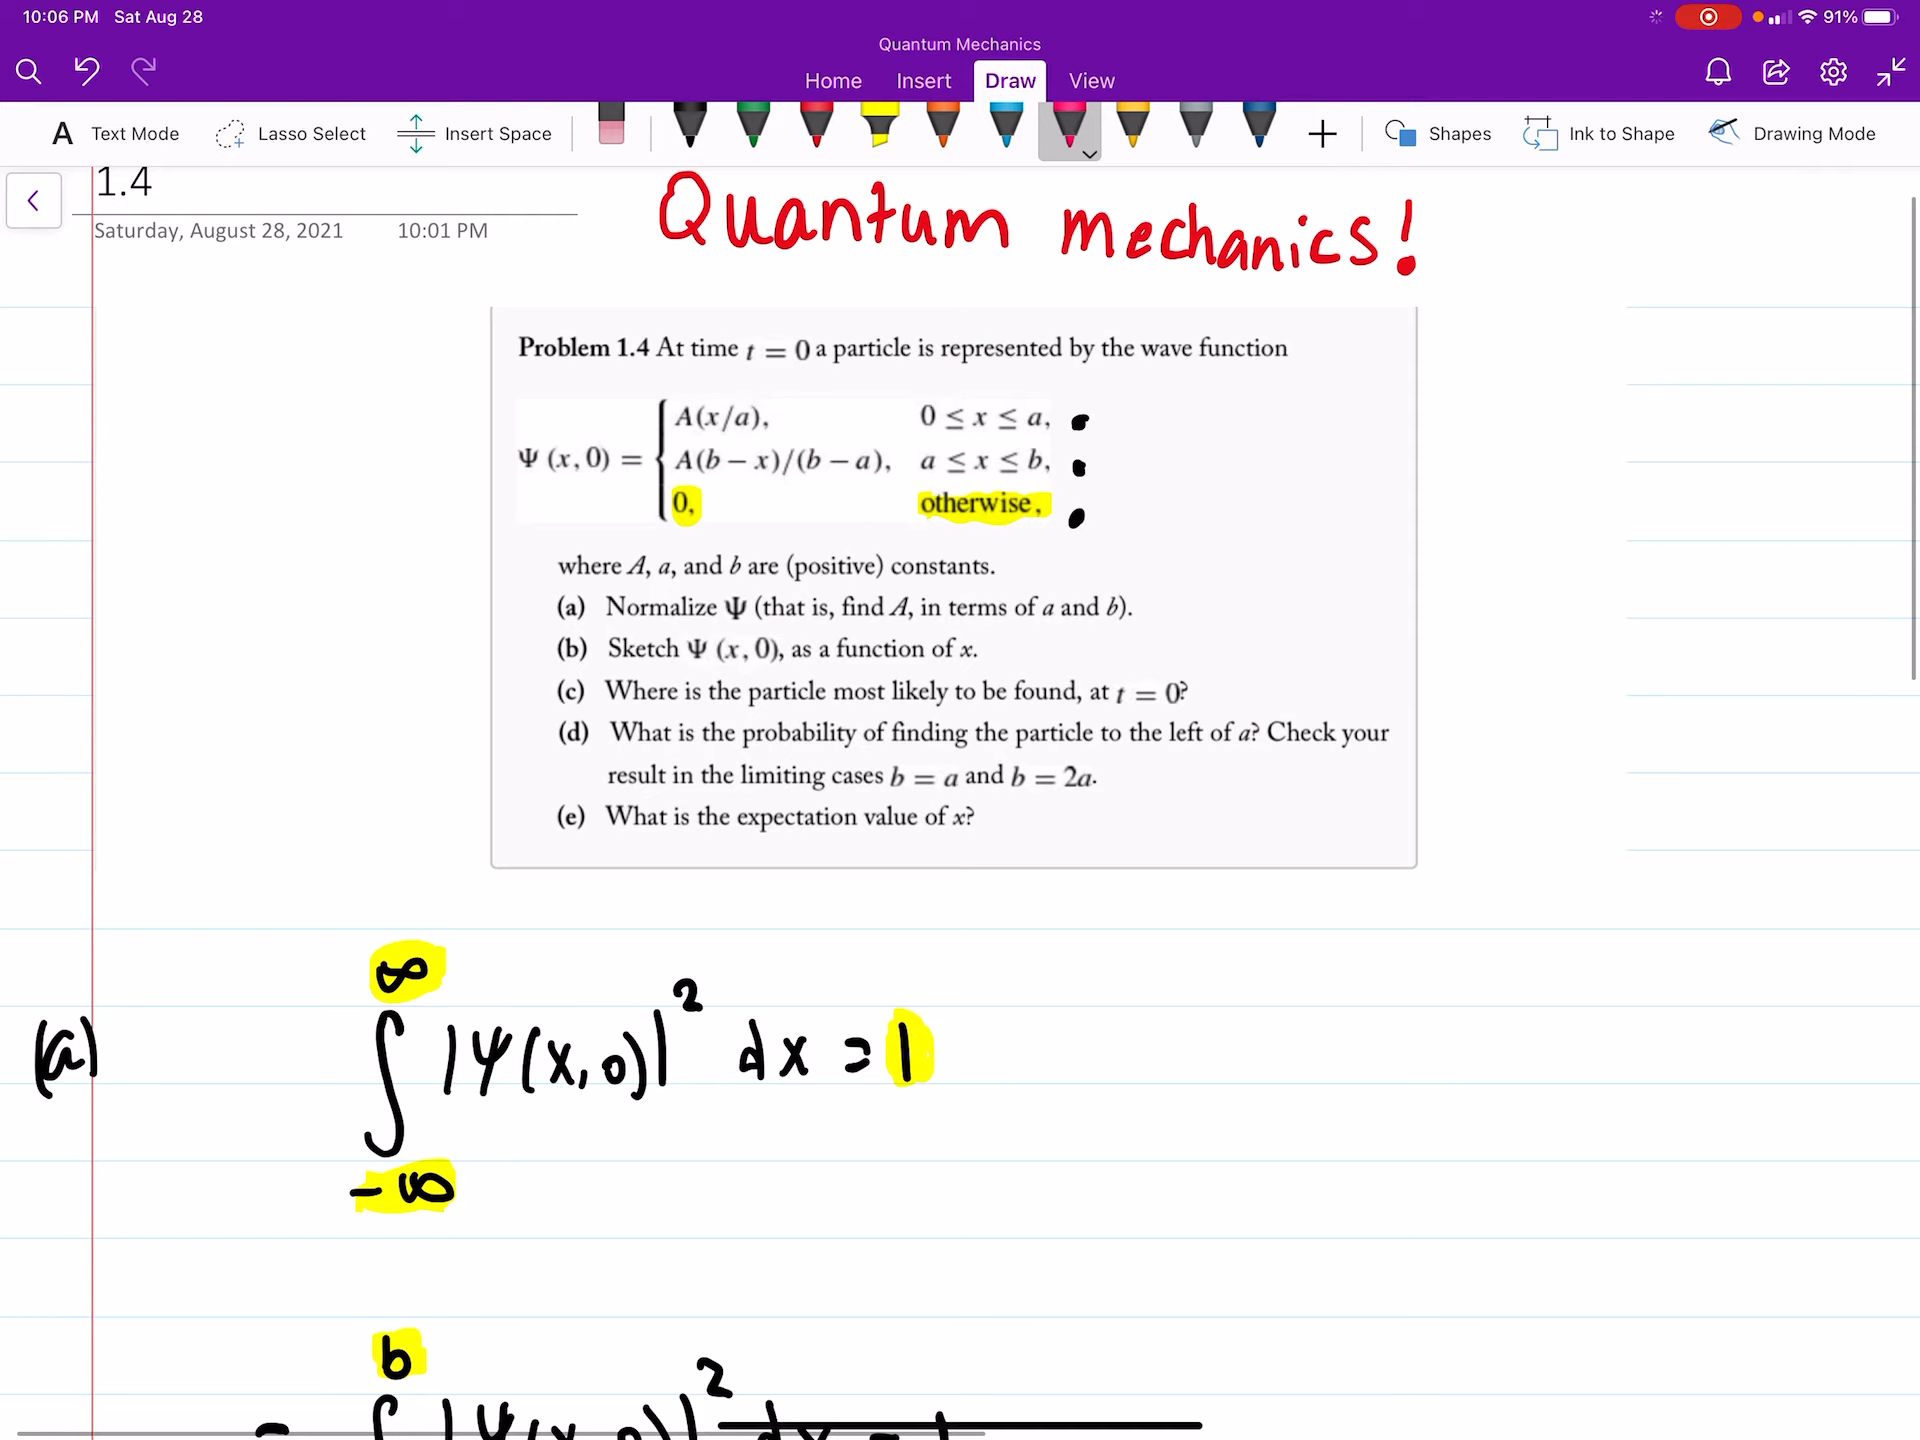 10:06 PM Sat Aug 28
91%
Quantum Mechanics
Home Insert Draw View
A Text Mode Lasso Select Insert Space Shapes Ink to Shape Drawing Mode
1.4
Saturday, August 28, 2021 10:01 PM
Quantum mechanics!
Problem 1.4 At time t = 0 a particle is represented by the wave function
Ψ (x, 0) = { A(x/a), 0 ≤ x ≤ a,
A(b − x)/(b − a), a ≤ x ≤ b,
0, otherwise,
where A, a, and b are (positive) constants.
(a) Normalize Ψ (that is, find A, in terms of a and b).
(b) Sketch Ψ (x, 0), as a function of x.
(c) Where is the particle most likely to be found, at t = 0?
(d) What is the probability of finding the particle to the left of a? Check your
result in the limiting cases b = a and b = 2a.
(e) What is the expectation value of x?
∞
(a) ∫ |Ψ(x,0)|² dx = 1
-∞
b
= ∫ |Ψ(x,0)|² dx = 1